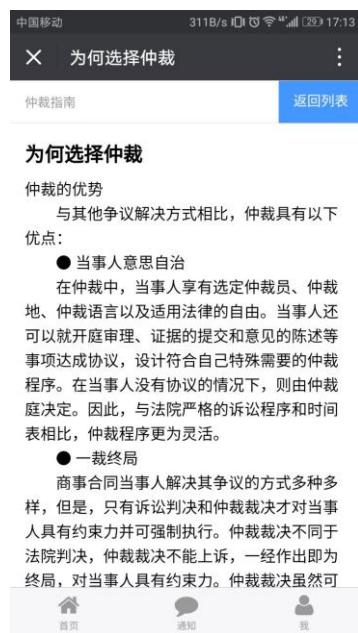 中国移动 311B/s 4G 29 17:13
为何选择仲裁
仲裁指南 返回列表
为何选择仲裁
仲裁的优势
与其他争议解决方式相比，仲裁具有以下
优点：
● 当事人意思自治
在仲裁中，当事人享有选定仲裁员、仲裁
地、仲裁语言以及适用法律的自由。当事人还
可以就开庭审理、证据的提交和意见的陈述等
事项达成协议，设计符合自己特殊需要的仲裁
程序。在当事人没有协议的情况下，则由仲裁
庭决定。因此，与法院严格的诉讼程序和时间
表相比，仲裁程序更为灵活。
● 一裁终局
商事合同当事人解决其争议的方式多种多
样，但是，只有诉讼判决和仲裁裁决才对当事
人具有约束力并可强制执行。仲裁裁决不同于
法院判决，仲裁裁决不能上诉，一经作出即为
终局，对当事人具有约束力。仲裁裁决虽然可
首页 通知 我